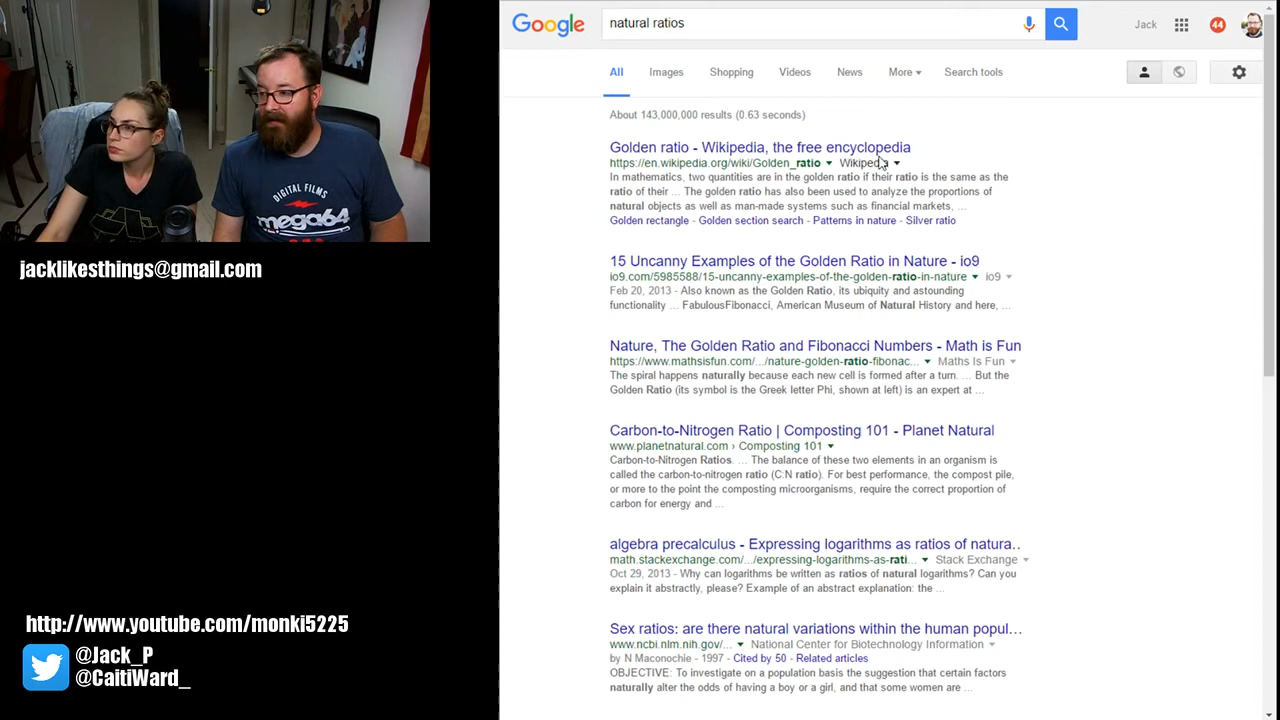 Google
natural ratios
Jack
44
All Images Shopping Videos News More Search tools
About 143,000,000 results (0.63 seconds)
Golden ratio - Wikipedia, the free encyclopedia
https://en.wikipedia.org/wiki/Golden_ratio Wikipedia
In mathematics, two quantities are in the golden ratio if their ratio is the same as the
ratio of their ... The golden ratio has also been used to analyze the proportions of
natural objects as well as man-made systems such as financial markets, ...
Golden rectangle - Golden section search - Patterns in nature - Silver ratio
15 Uncanny Examples of the Golden Ratio in Nature - io9
io9.com/5985588/15-uncanny-examples-of-the-golden-ratio-in-nature io9
Feb 20, 2013 - Also known as the Golden Ratio, its ubiquity and astounding
functionality ... FabulousFibonacci, American Museum of Natural History and here, ...
Nature, The Golden Ratio and Fibonacci Numbers - Math is Fun
https://www.mathsisfun.com/.../nature-golden-ratio-fibonac... Maths Is Fun
The spiral happens naturally because each new cell is formed after a turn. ... But the
Golden Ratio (its symbol is the Greek letter Phi, shown at left) is an expert at ...
Carbon-to-Nitrogen Ratio | Composting 101 - Planet Natural
www.planetnatural.com › Composting 101
Carbon-to-Nitrogen Ratios. ... The balance of these two elements in an organism is
called the carbon-to-nitrogen ratio (C:N ratio). For best performance, the compost pile,
or more to the point the composting microorganisms, require the correct proportion of
carbon for energy and ...
algebra precalculus - Expressing logarithms as ratios of natura...
math.stackexchange.com/.../expressing-logarithms-as-rati... Stack Exchange
Oct 29, 2013 - Why can logarithms be written as ratios of natural logarithms? Can you
explain it abstractly, please? Example of an abstract explanation: the ...
Sex ratios: are there natural variations within the human popul...
www.ncbi.nlm.nih.gov/... National Center for Biotechnology Information
by N Maconochie - 1997 - Cited by 50 - Related articles
OBJECTIVE: To investigate on a population basis the suggestion that certain factors
naturally alter the odds of having a boy or a girl, and that some women are ...
DIGITAL FILMS
mega64
jacklikesthings@gmail.com
http://www.youtube.com/monki5225
@Jack_P
@CaitiWard_